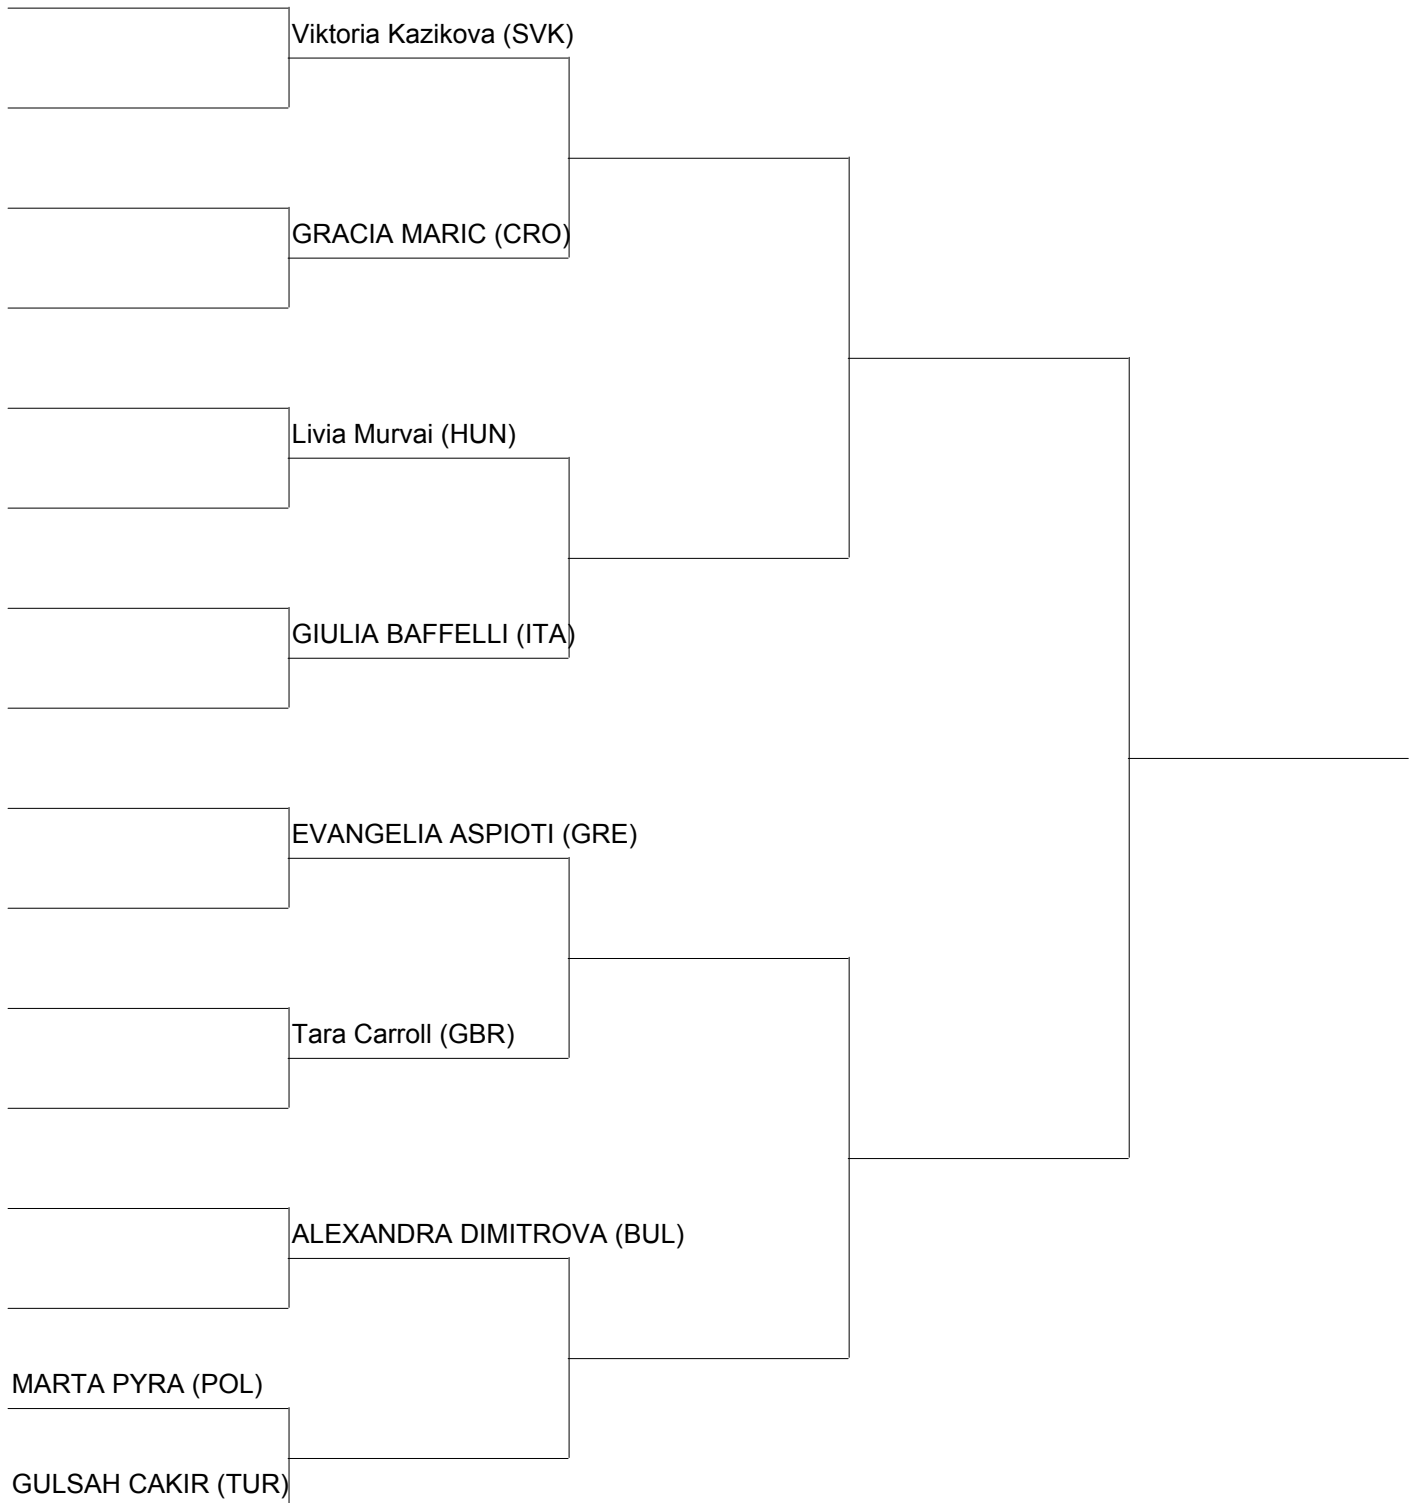 Viktoria Kazikova (SVK)
GRACIA MARIC (CRO)
Livia Murvai (HUN)
GIULIA BAFFELLI (ITA)
EVANGELIA ASPIOTI (GRE)
Tara Carroll (GBR)
ALEXANDRA DIMITROVA (BUL)
MARTA PYRA (POL)
GULSAH CAKIR (TUR)